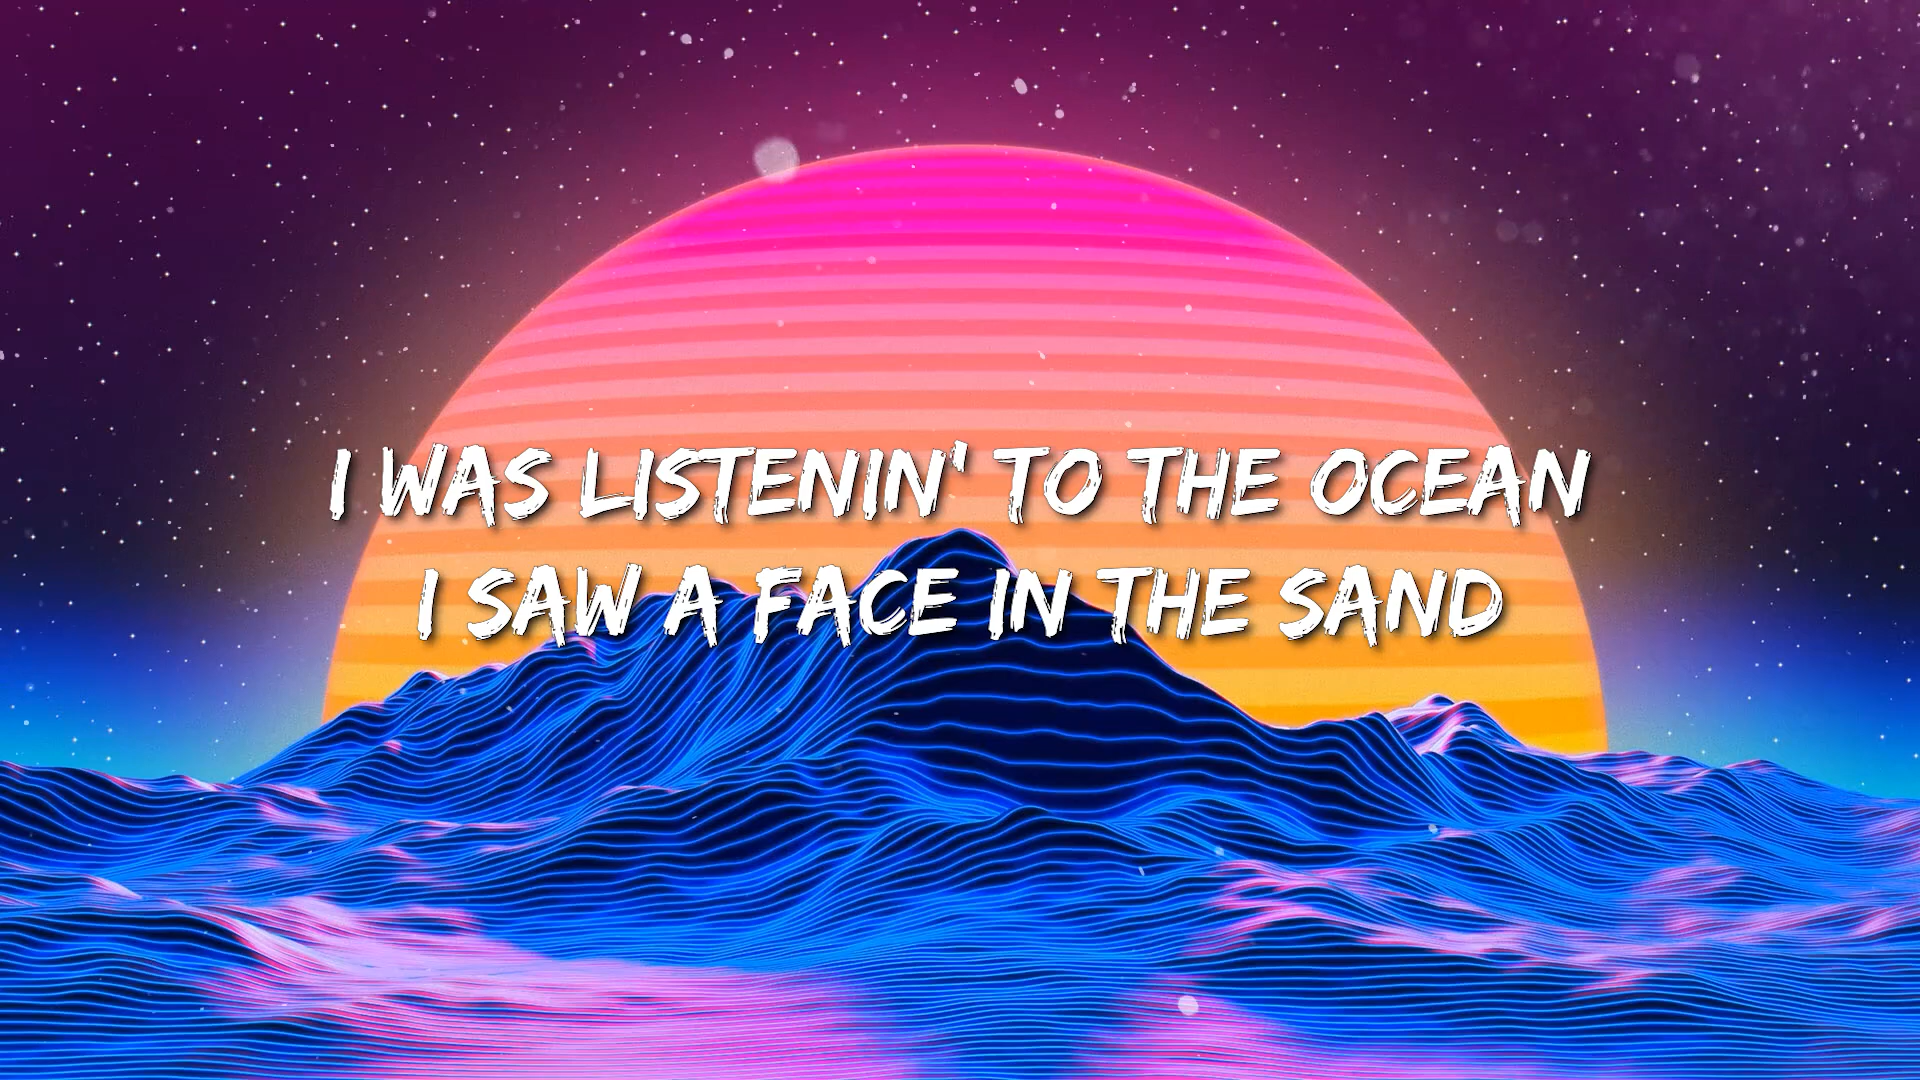 I WAS LISTENIN' TO THE OCEAN
I SAW A FACE IN THE SAND